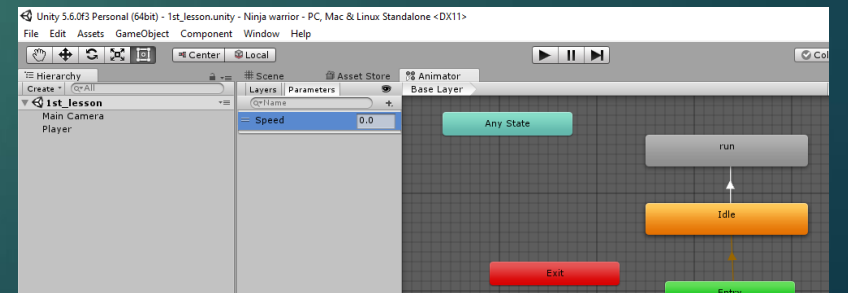 Unity 5.6.0f3 Personal (64bit) - 1st_lesson.unity - Ninja warrior - PC, Mac & Linux Standalone <DX11>
File Edit Assets GameObject Component Window Help
Center Local Col
Hierarchy Scene Asset Store Animator
Create All Layers Parameters Base Layer
1st_lesson Name
Main Camera Speed 0.0
Player
Any State
run
Idle
Exit
Entry